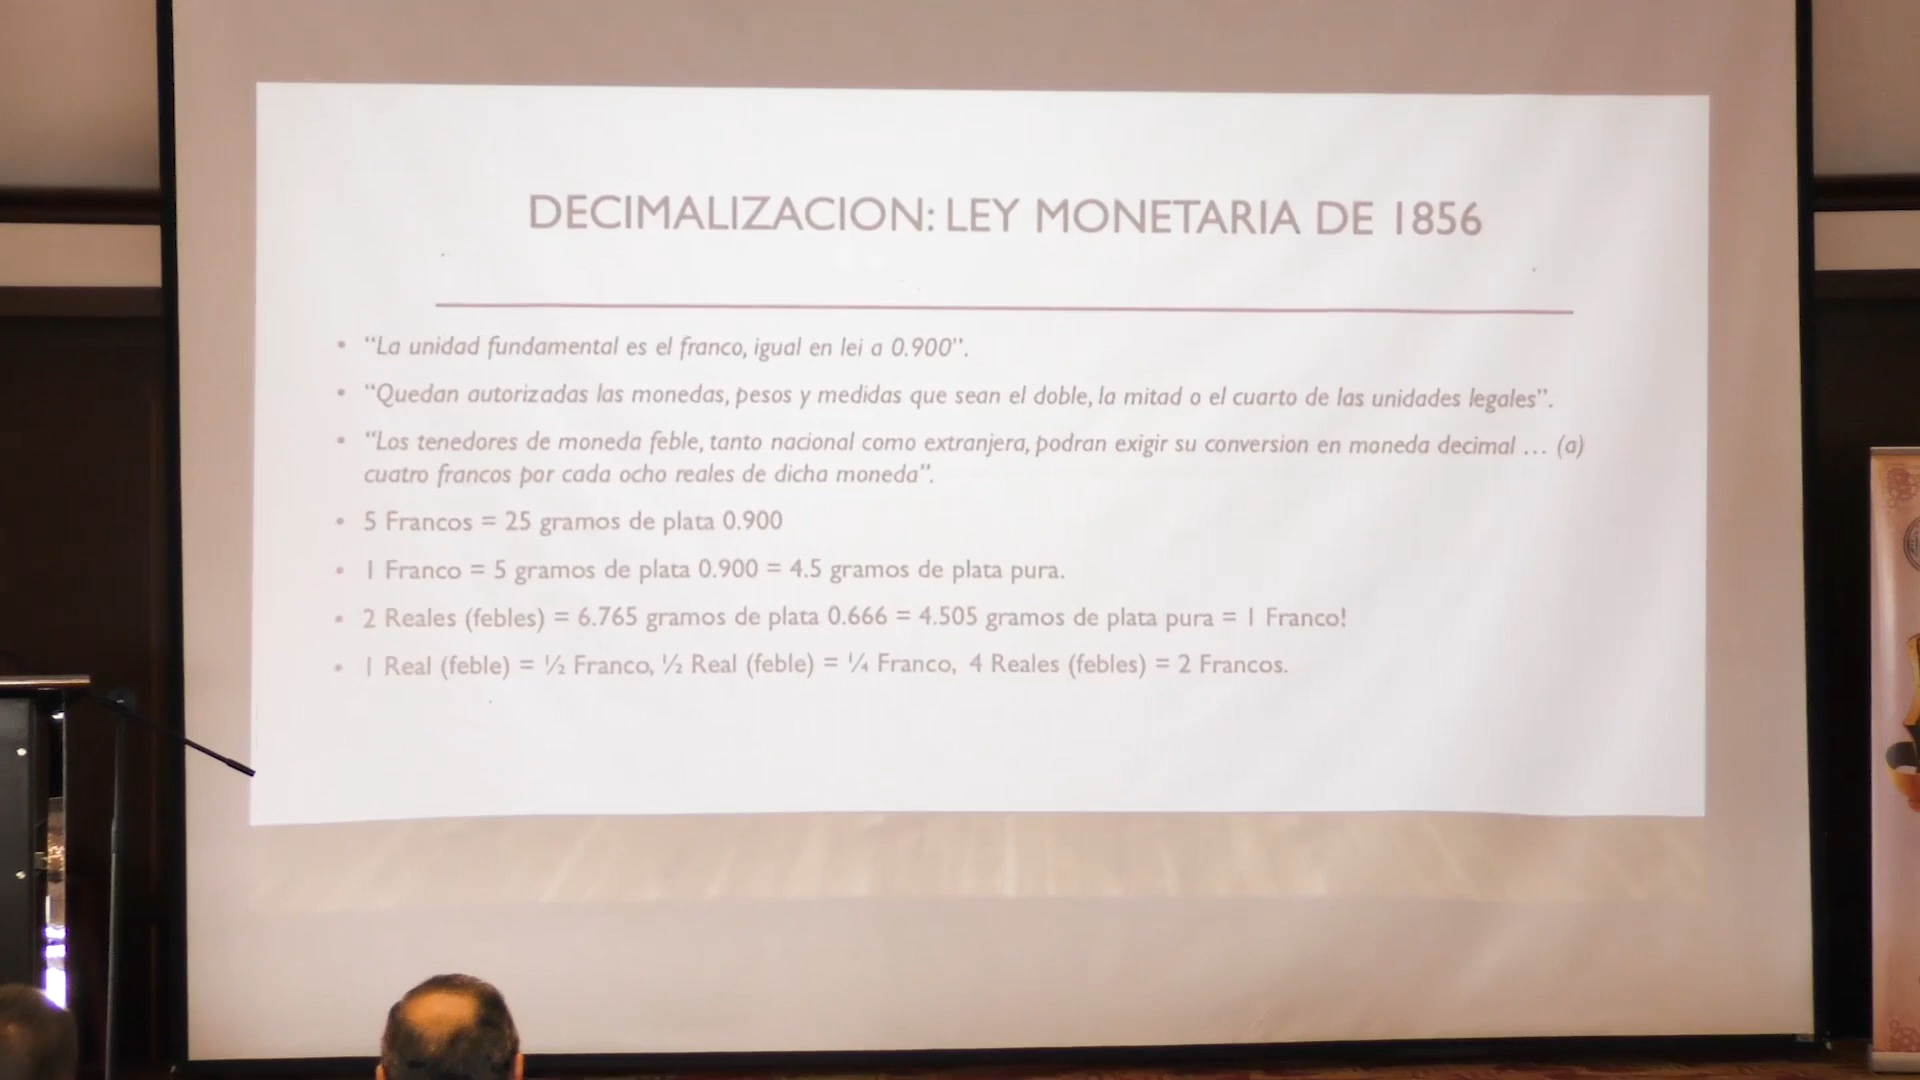 DECIMALIZACION: LEY MONETARIA DE 1856
• “La unidad fundamental es el franco, igual en lei a 0.900”.
• “Quedan autorizadas las monedas, pesos y medidas que sean el doble, la mitad o el cuarto de las unidades legales”.
• “Los tenedores de moneda feble, tanto nacional como extranjera, podran exigir su conversion en moneda decimal ... (a)
cuatro francos por cada ocho reales de dicha moneda”.
• 5 Francos = 25 gramos de plata 0.900
• 1 Franco = 5 gramos de plata 0.900 = 4.5 gramos de plata pura.
• 2 Reales (febles) = 6.765 gramos de plata 0.666 = 4.505 gramos de plata pura = 1 Franco!
• 1 Real (feble) = ½ Franco, ½ Real (feble) = ¼ Franco, 4 Reales (febles) = 2 Francos.